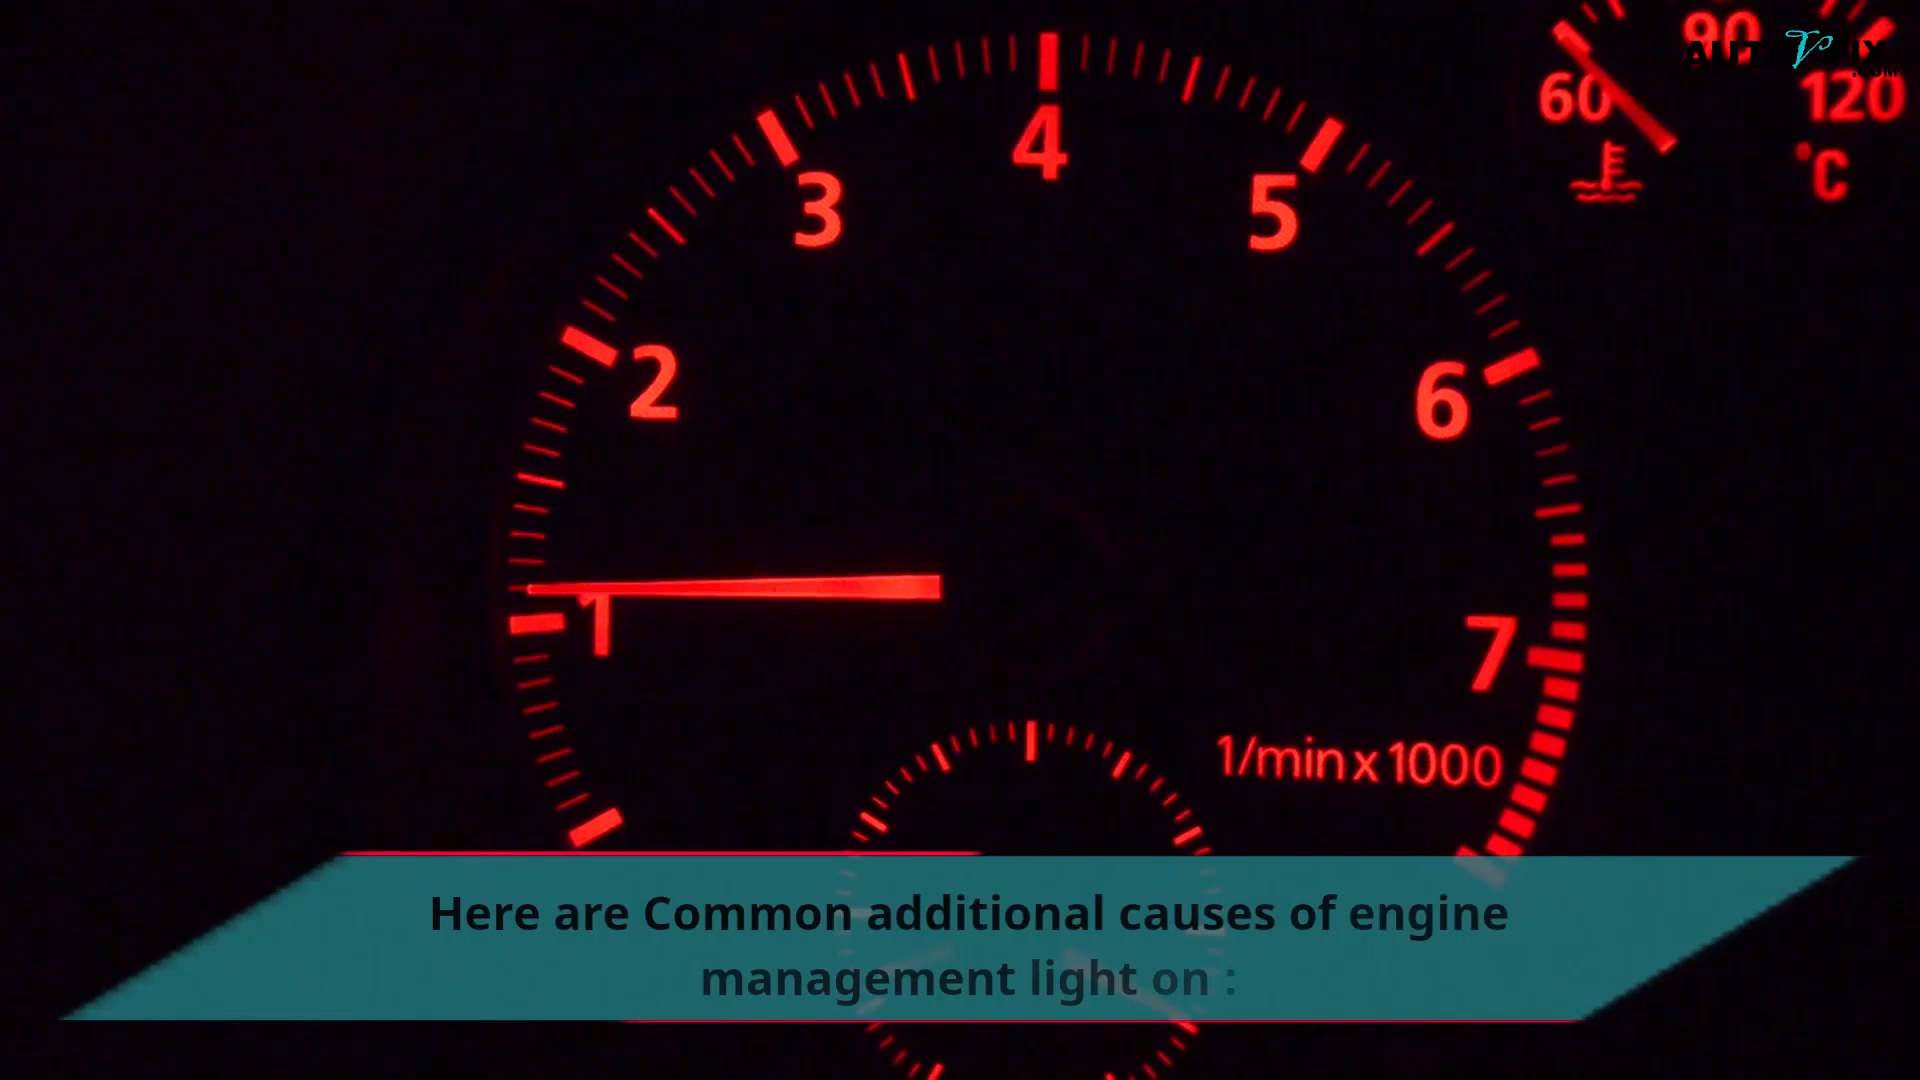 90
60
120
°C
4
3
5
2
6
1
7
1/min x 1000
Here are Common additional causes of engine
management light on :
.COM